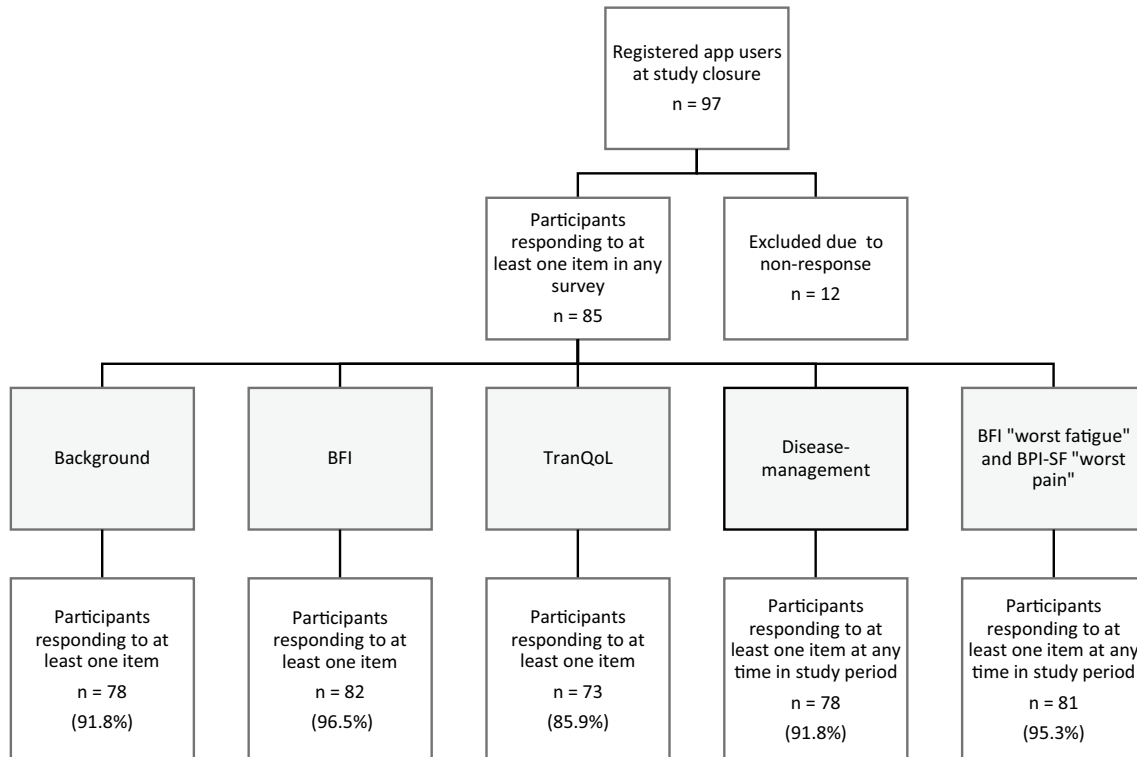 Registered app users
at study closure
n = 97
Participants
responding to at
least one item in any
survey
n = 85
Excluded due to
non-response
n = 12
Background
BFI
TranQoL
Disease-
management
BFI "worst fatigue"
and BPI-SF "worst
pain"
Participants
responding to at
least one item
n = 78
(91.8%)
Participants
responding to at
least one item
n = 82
(96.5%)
Participants
responding to at
least one item
n = 73
(85.9%)
Participants
responding to at
least one item at any
time in study period
n = 78
(91.8%)
Participants
responding to at
least one item at any
time in study period
n = 81
(95.3%)